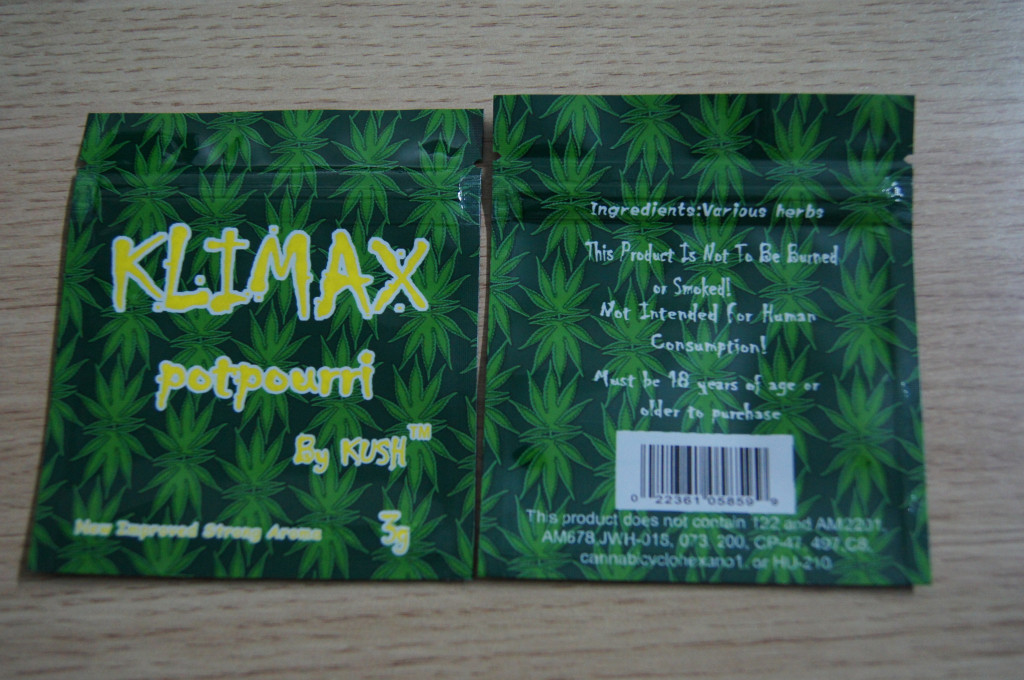 KLIMAX
potpourri
By KUSH™
New Improved Strong Aroma
3g
Ingredients:Various herbs
This Product Is Not To Be Burned
or Smoked!
Not Intended For Human
Consumption!
Must be 18 years of age or
older to purchase
0 22361 05859 9
This product does not contain 122 and AM2201,
AM678,JWH-018, 073, 200, CP-47, 497,C8,
cannabicyclohexano1, or HU-210.